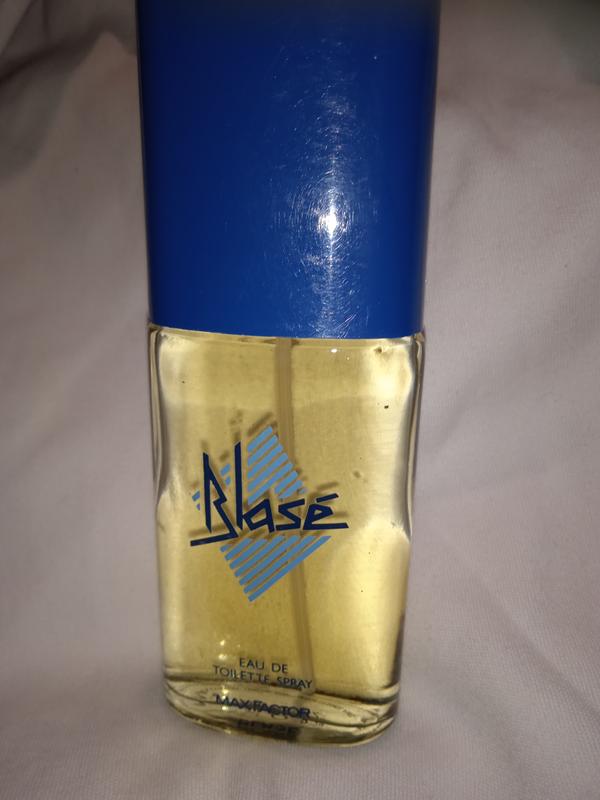 Blasé
EAU DE
TOILETTE SPRAY
MAX FACTOR